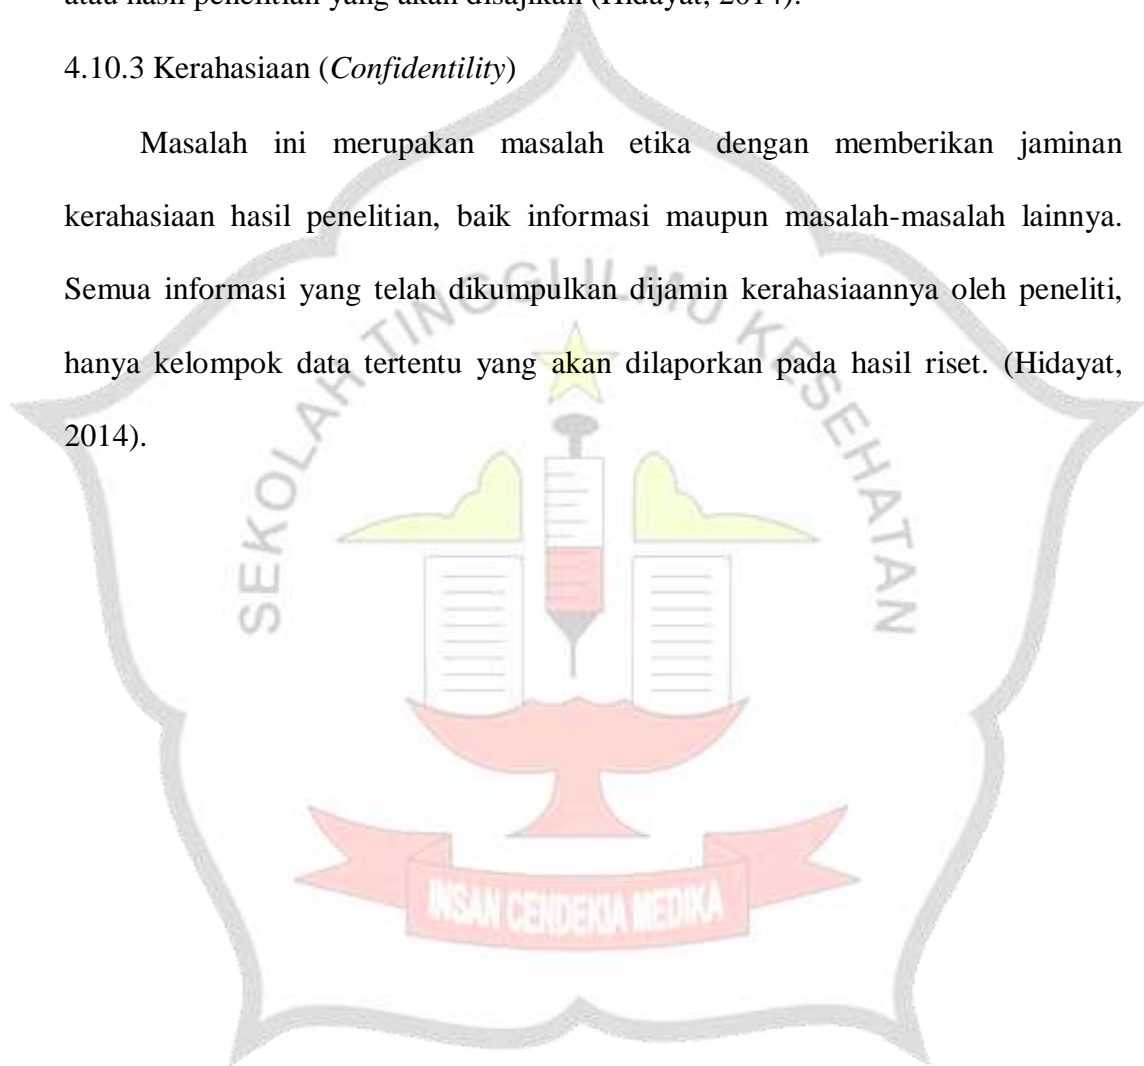 atau hasil penelitian yang akan disajikan (Hidayat, 2014).
4.10.3 Kerahasiaan (Confidentility)
Masalah ini merupakan masalah etika dengan memberikan jaminan
kerahasiaan hasil penelitian, baik informasi maupun masalah-masalah lainnya.
Semua informasi yang telah dikumpulkan dijamin kerahasiaannya oleh peneliti,
hanya kelompok data tertentu yang akan dilaporkan pada hasil riset. (Hidayat,
2014).
SEKOLAH TINGGI ILMU KESEHATAN
INSAN CENDEKIA MEDIKA